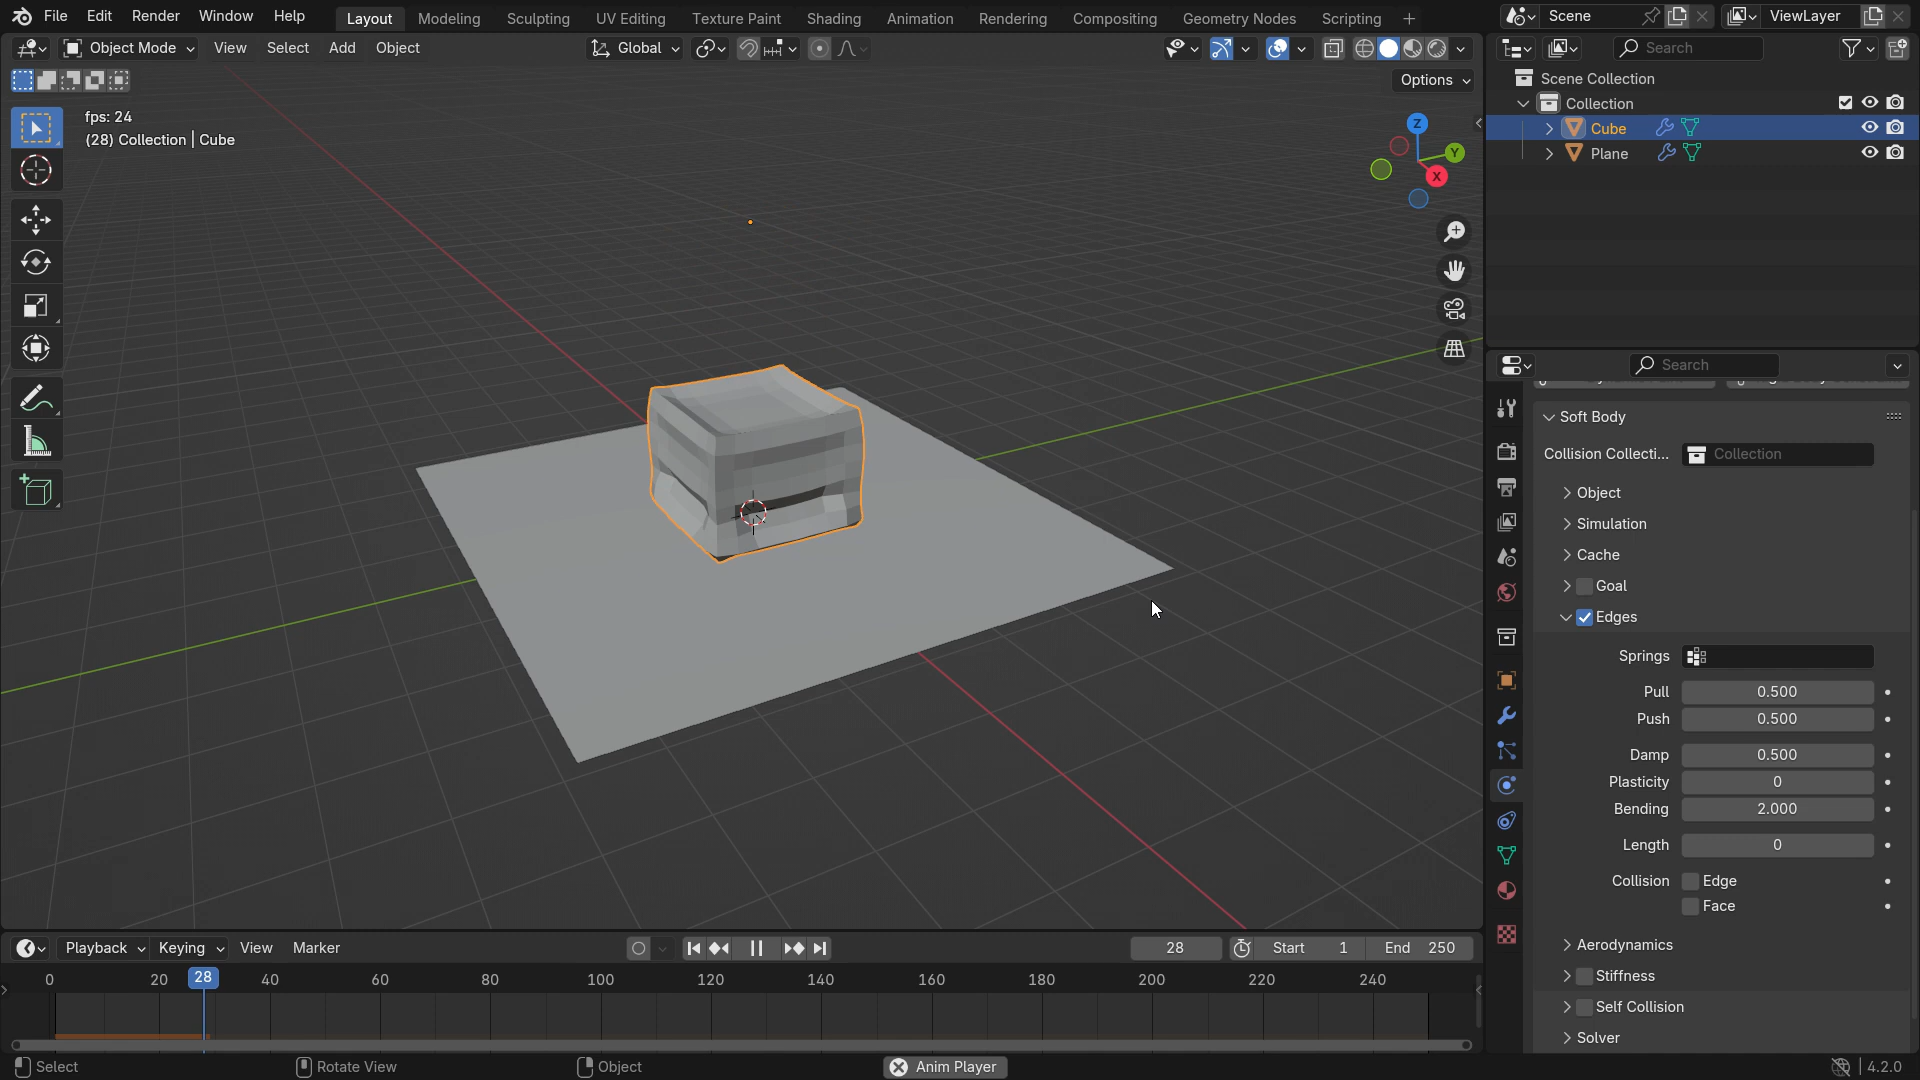 File Edit Render Window Help Layout Modeling Sculpting UV Editing Texture Paint Shading Animation Rendering Compositing Geometry Nodes Scripting + Scene ViewLayer
Object Mode View Select Add Object Global Search
Options
Scene Collection
Collection
Cube
Plane
fps: 24
(28) Collection | Cube
Z
Y
X
Search
Soft Body
Collision Collecti... Collection
Object
Simulation
Cache
Goal
Edges
Springs
Pull 0.500
Push 0.500
Damp 0.500
Plasticity 0
Bending 2.000
Length 0
Collision Edge
Face
Aerodynamics
Stiffness
Self Collision
Solver
Playback Keying View Marker 28 Start 1 End 250
0 20 28 40 60 80 100 120 140 160 180 200 220 240
Select Rotate View Object Anim Player 4.2.0